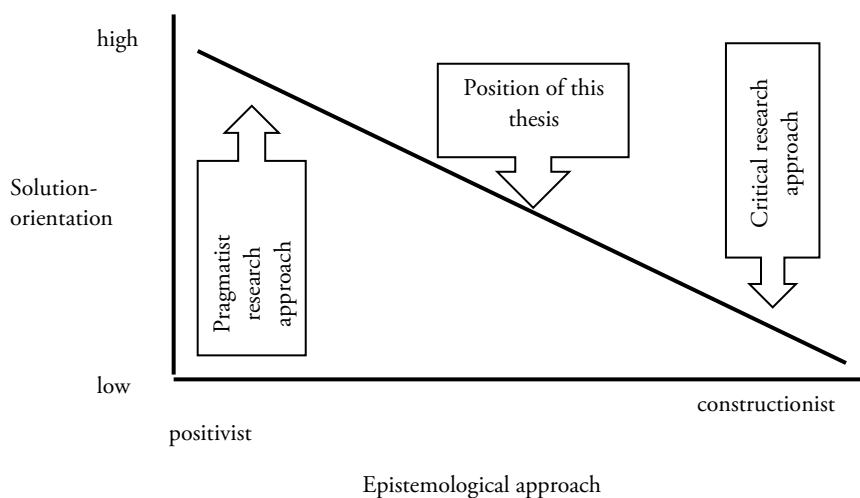 high
Position of this
thesis
Critical research
approach
Solution-
orientation
Pragmatist
research
approach
low
constructionist
positivist
Epistemological approach